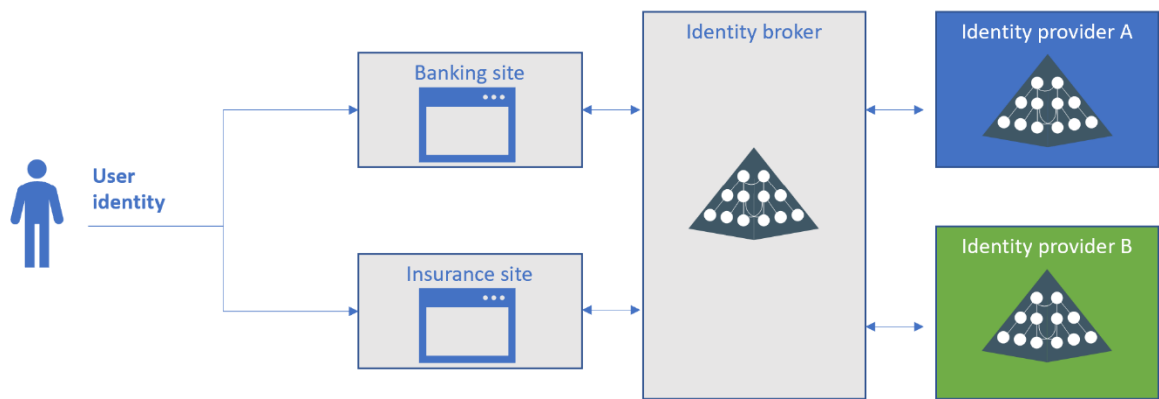 Identity broker
Identity provider A
Banking site
User
identity
Identity provider B
Insurance site